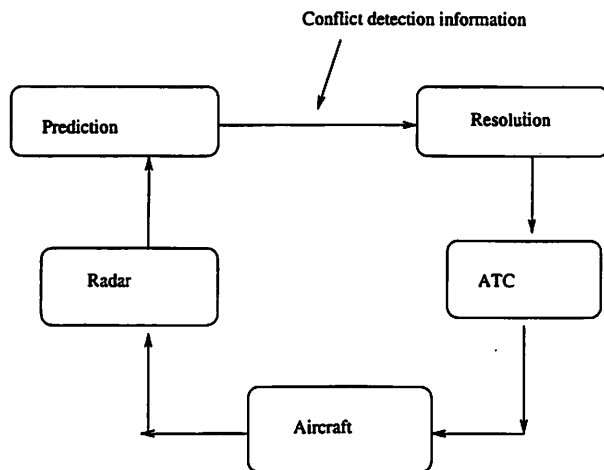 Conflict detection information
Prediction
Resolution
Radar
ATC
Aircraft